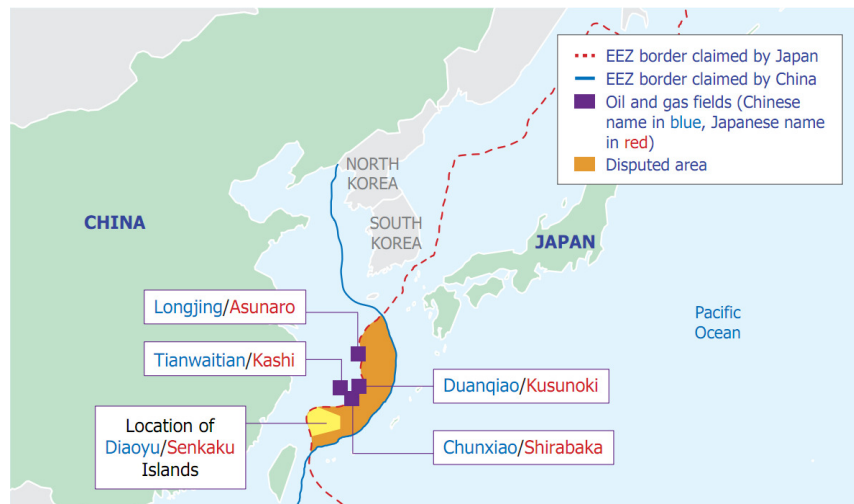 EEZ border claimed by Japan
EEZ border claimed by China
Oil and gas fields (Chinese
name in blue, Japanese name
in red)
Disputed area
NORTH
KOREA
CHINA
SOUTH
KOREA
JAPAN
Longjing/Asunaro
Pacific
Ocean
Tianwaitian/Kashi
Duanqiao/Kusunoki
Location of
Diaoyu/Senkaku
Islands
Chunxiao/Shirabaka